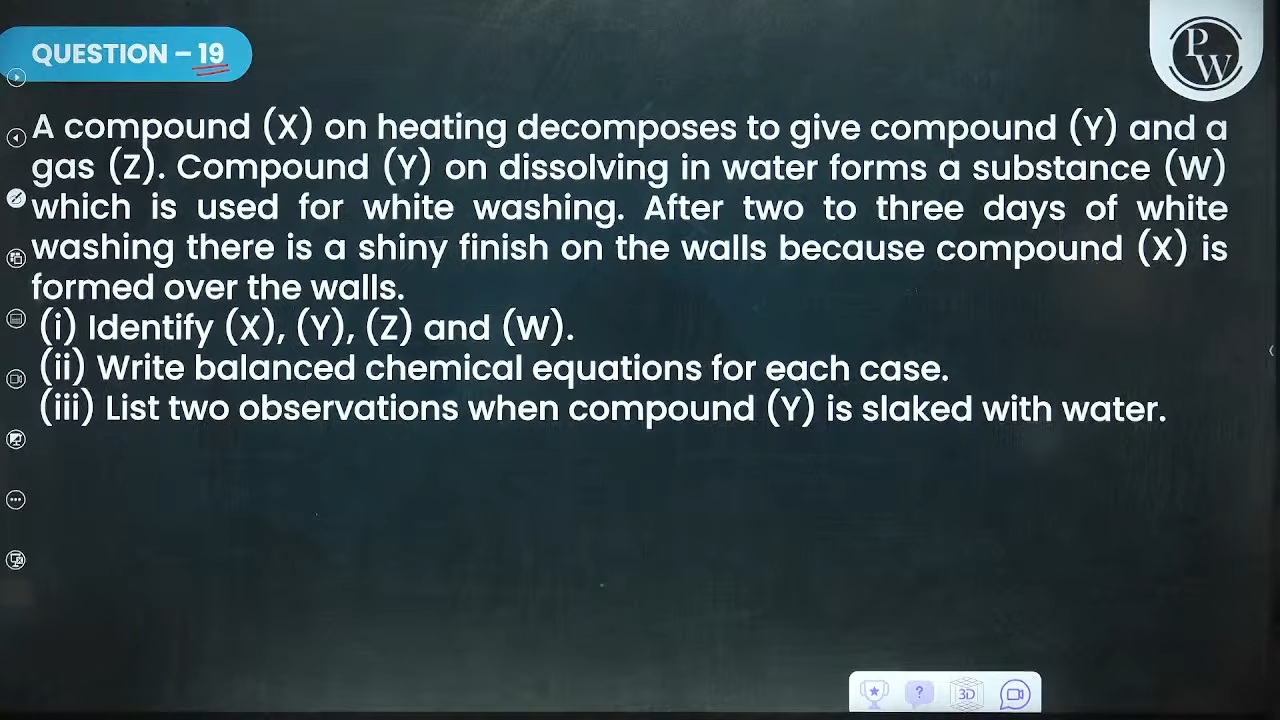 QUESTION – 19
PW
A compound (X) on heating decomposes to give compound (Y) and a
gas (Z). Compound (Y) on dissolving in water forms a substance (W)
which is used for white washing. After two to three days of white
washing there is a shiny finish on the walls because compound (X) is
formed over the walls.
(i) Identify (X), (Y), (Z) and (W).
(ii) Write balanced chemical equations for each case.
(iii) List two observations when compound (Y) is slaked with water.
?
3D